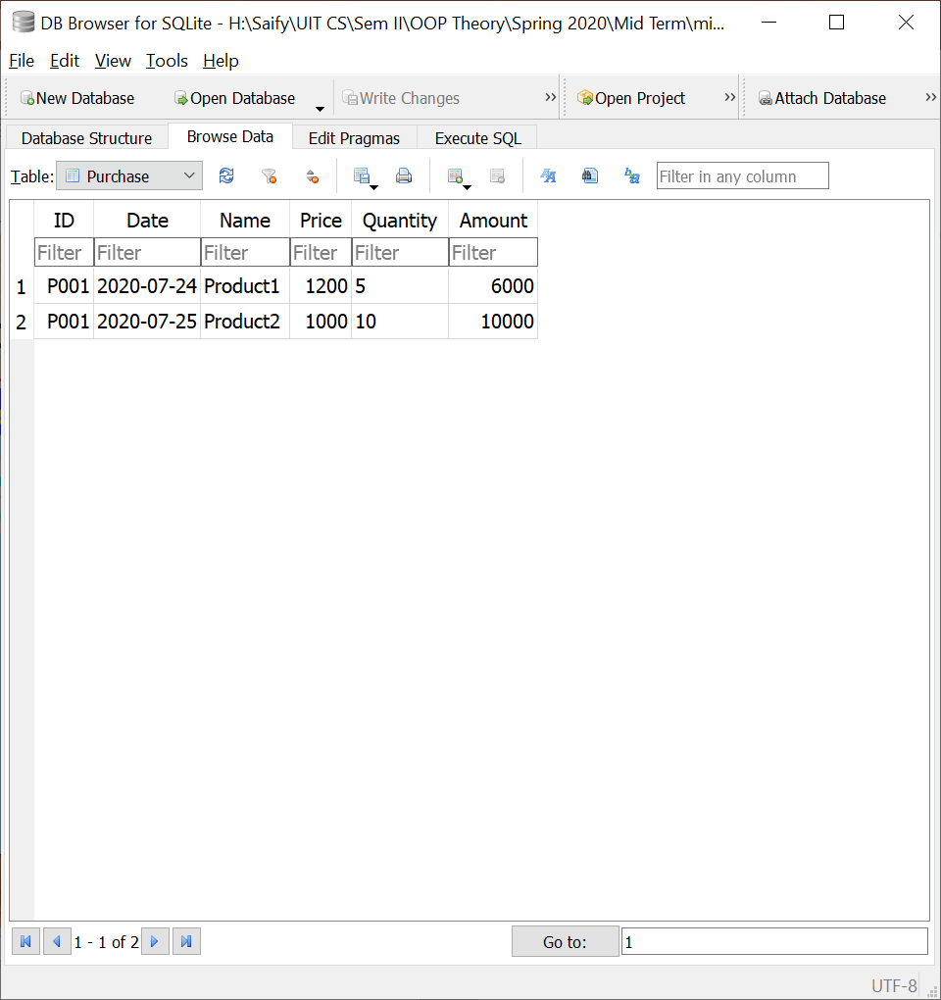 DB Browser for SQLite - H:\Saify\UIT CS\Sem II\OOP Theory\Spring 2020\Mid Term\mi...
File Edit View Tools Help
New Database Open Database Write Changes » Open Project » Attach Database »
Database Structure Browse Data Edit Pragmas Execute SQL
Table: Purchase Filter in any column
ID Date Name Price Quantity Amount
Filter Filter Filter Filter Filter Filter
1 P001 2020-07-24 Product1 1200 5 6000
2 P001 2020-07-25 Product2 1000 10 10000
1 - 1 of 2 Go to: 1
UTF-8